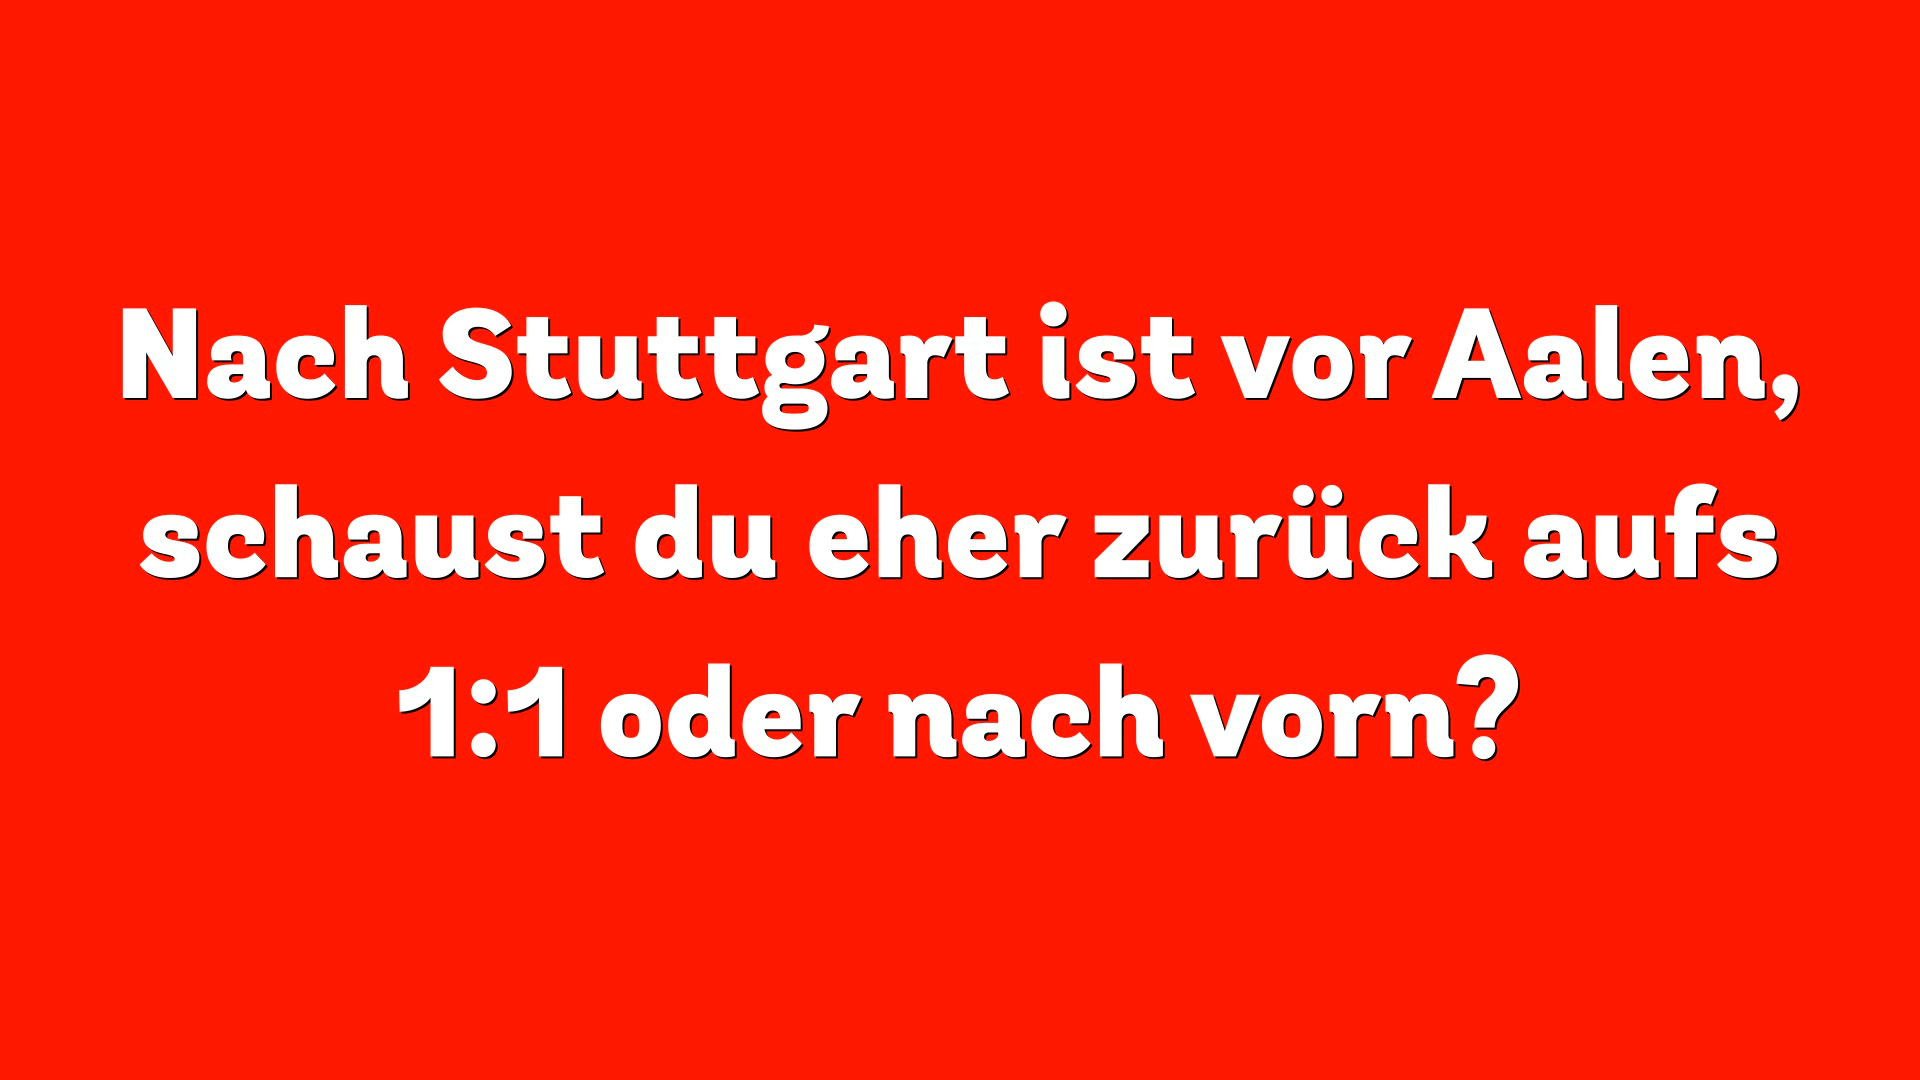 Nach Stuttgart ist vor Aalen,
schaust du eher zurück aufs
1:1 oder nach vorn?